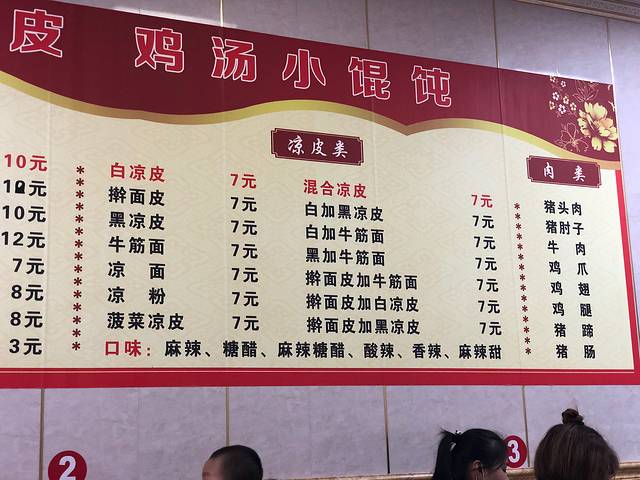 皮 鸡汤小馄饨
凉皮类
肉 类
10元 白凉皮 7元 混合凉皮 7元 猪头肉
12元 擀面皮 7元 白加黑凉皮 7元 猪肘子
10元 黑凉皮 7元 白加牛筋面 7元 牛 肉
12元 牛筋面 7元 黑加牛筋面 7元 鸡 爪
7元 凉 面 7元 擀面皮加牛筋面 7元 鸡 翅
8元 凉 粉 7元 擀面皮加白凉皮 7元 鸡 腿
8元 菠菜凉皮 7元 擀面皮加黑凉皮 7元 猪 蹄
3元 口味：麻辣、糖醋、麻辣糖醋、酸辣、香辣、麻辣甜 猪 肠
2
3